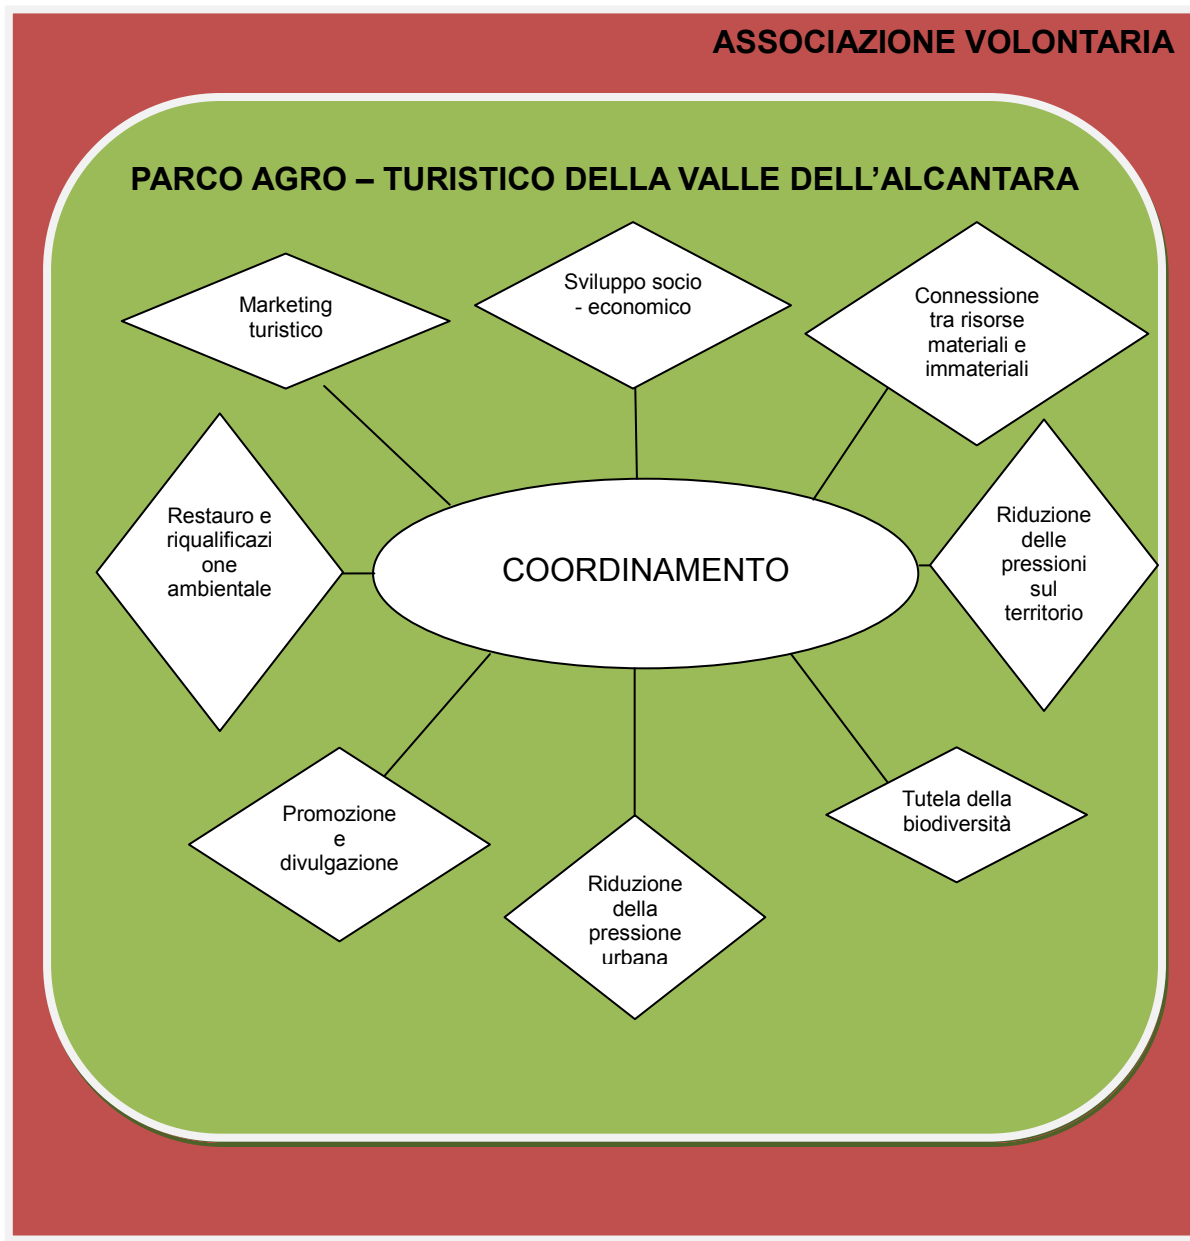 ASSOCIAZIONE VOLONTARIA
PARCO AGRO – TURISTICO DELLA VALLE DELL’ALCANTARA
Marketing
turistico
Sviluppo socio
- economico
Connessione
tra risorse
materiali e
immateriali
Restauro e
riqualificazi
one
ambientale
COORDINAMENTO
Riduzione
delle
pressioni
sul
territorio
Promozione
e
divulgazione
Riduzione
della
pressione
urbana
Tutela della
biodiversità